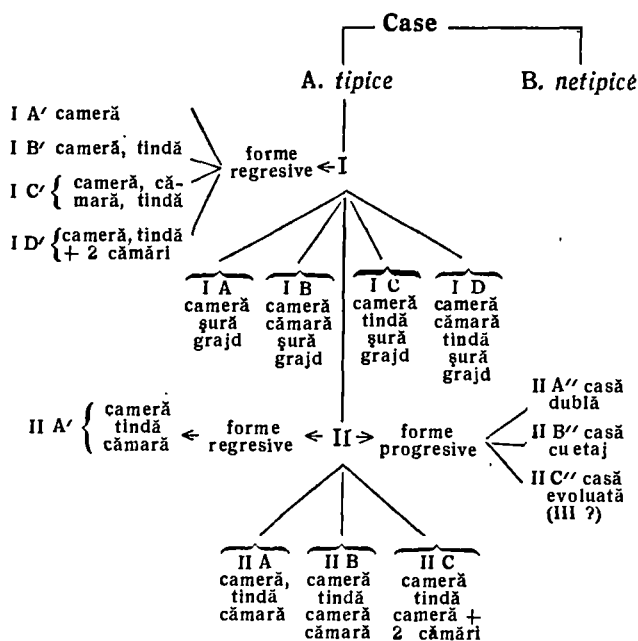 Case
A. tipice
B. netipice
I A′ cameră
I B′ cameră, tindă
I C′ { cameră, că-
mară, tindă
I D′ { cameră, tindă
+ 2 cămări
forme
regresive ← I
I A
cameră
șură
grajd
I B
cameră
cămara
șură
grajd
I C
cameră
tindă
șură
grajd
I D
cameră
cămară
tindă
șură
grajd
II A′ { cameră
tindă
cămară
← forme
regresive ← II → forme
progresive
II A″ casă
dublă
II B″ casă
cu etaj
II C″ casă
evoluată
(III ?)
II A
cameră,
tindă
cămară
II B
cameră
tindă
cameră
cămară
II C
cameră
tindă
cameră +
2 cămări